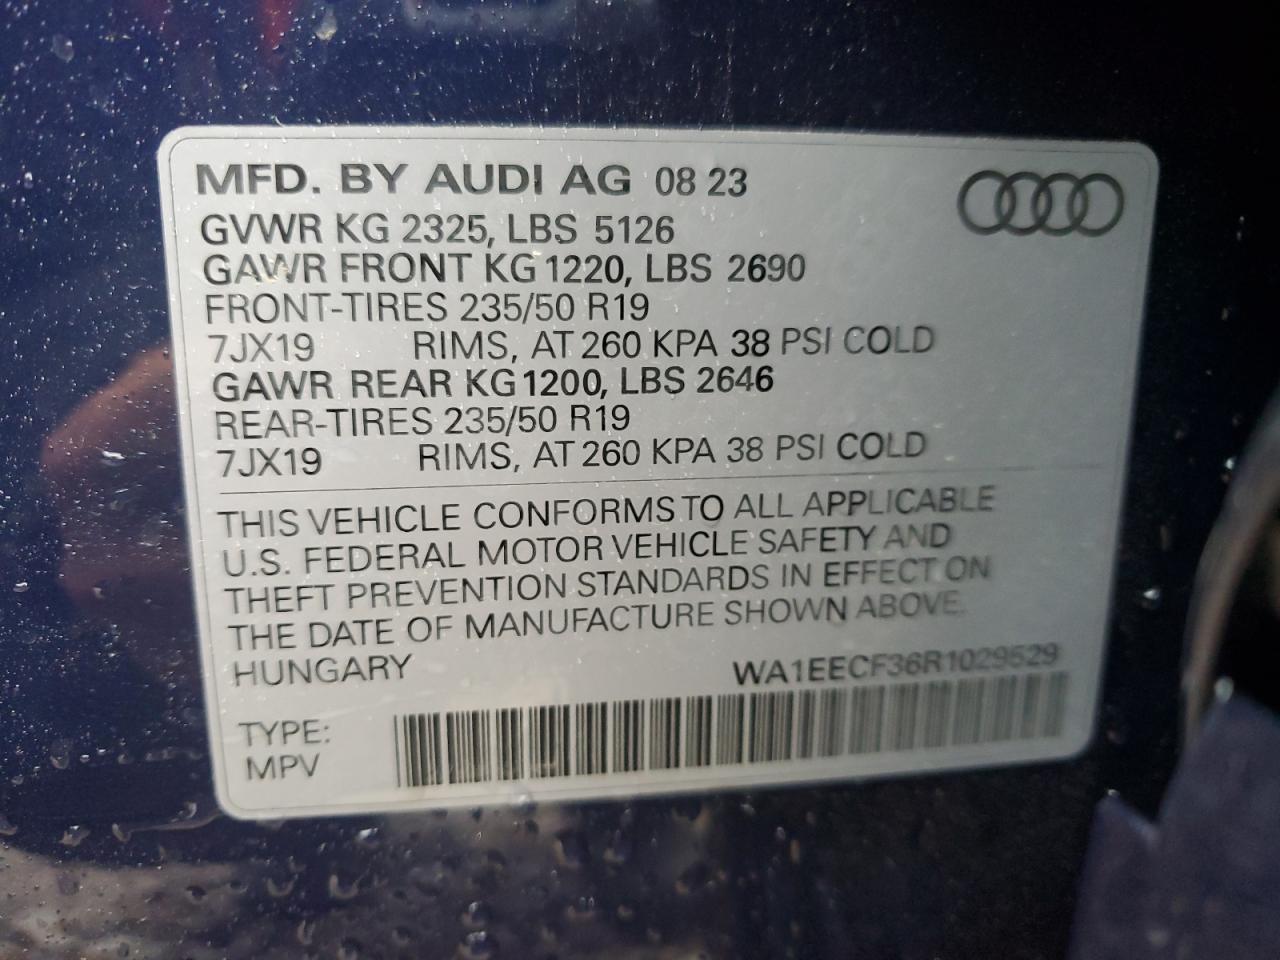 MFD. BY AUDI AG 08 23
GVWR KG 2325, LBS 5126
GAWR FRONT KG 1220, LBS 2690
FRONT-TIRES 235/50 R19
7JX19 RIMS, AT 260 KPA 38 PSI COLD
GAWR REAR KG 1200, LBS 2646
REAR-TIRES 235/50 R19
7JX19 RIMS, AT 260 KPA 38 PSI COLD
THIS VEHICLE CONFORMS TO ALL APPLICABLE
U.S. FEDERAL MOTOR VEHICLE SAFETY AND
THEFT PREVENTION STANDARDS IN EFFECT ON
THE DATE OF MANUFACTURE SHOWN ABOVE.
HUNGARY WA1EECF36R1029529
TYPE:
MPV